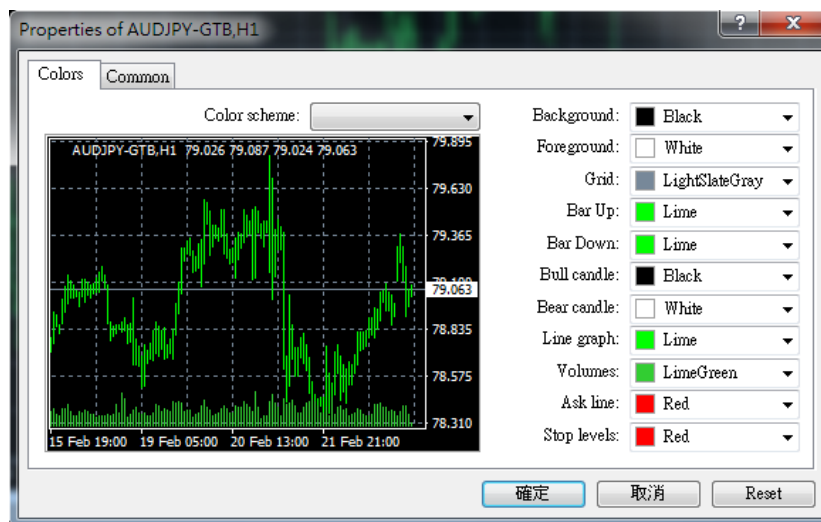 Properties of AUDJPY-GTB,H1
?
x
Colors
Common
Color scheme:
AUDJPY-GTB,H1 79.026 79.087 79.024 79.063
79.895
79.630
79.365
79.100
79.063
78.835
78.575
78.310
15 Feb 19:00 19 Feb 05:00 20 Feb 13:00 21 Feb 21:00
Background: Black
Foreground: White
Grid: LightSlateGray
Bar Up: Lime
Bar Down: Lime
Bull candle: Black
Bear candle: White
Line graph: Lime
Volumes: LimeGreen
Ask line: Red
Stop levels: Red
確定
取消
Reset